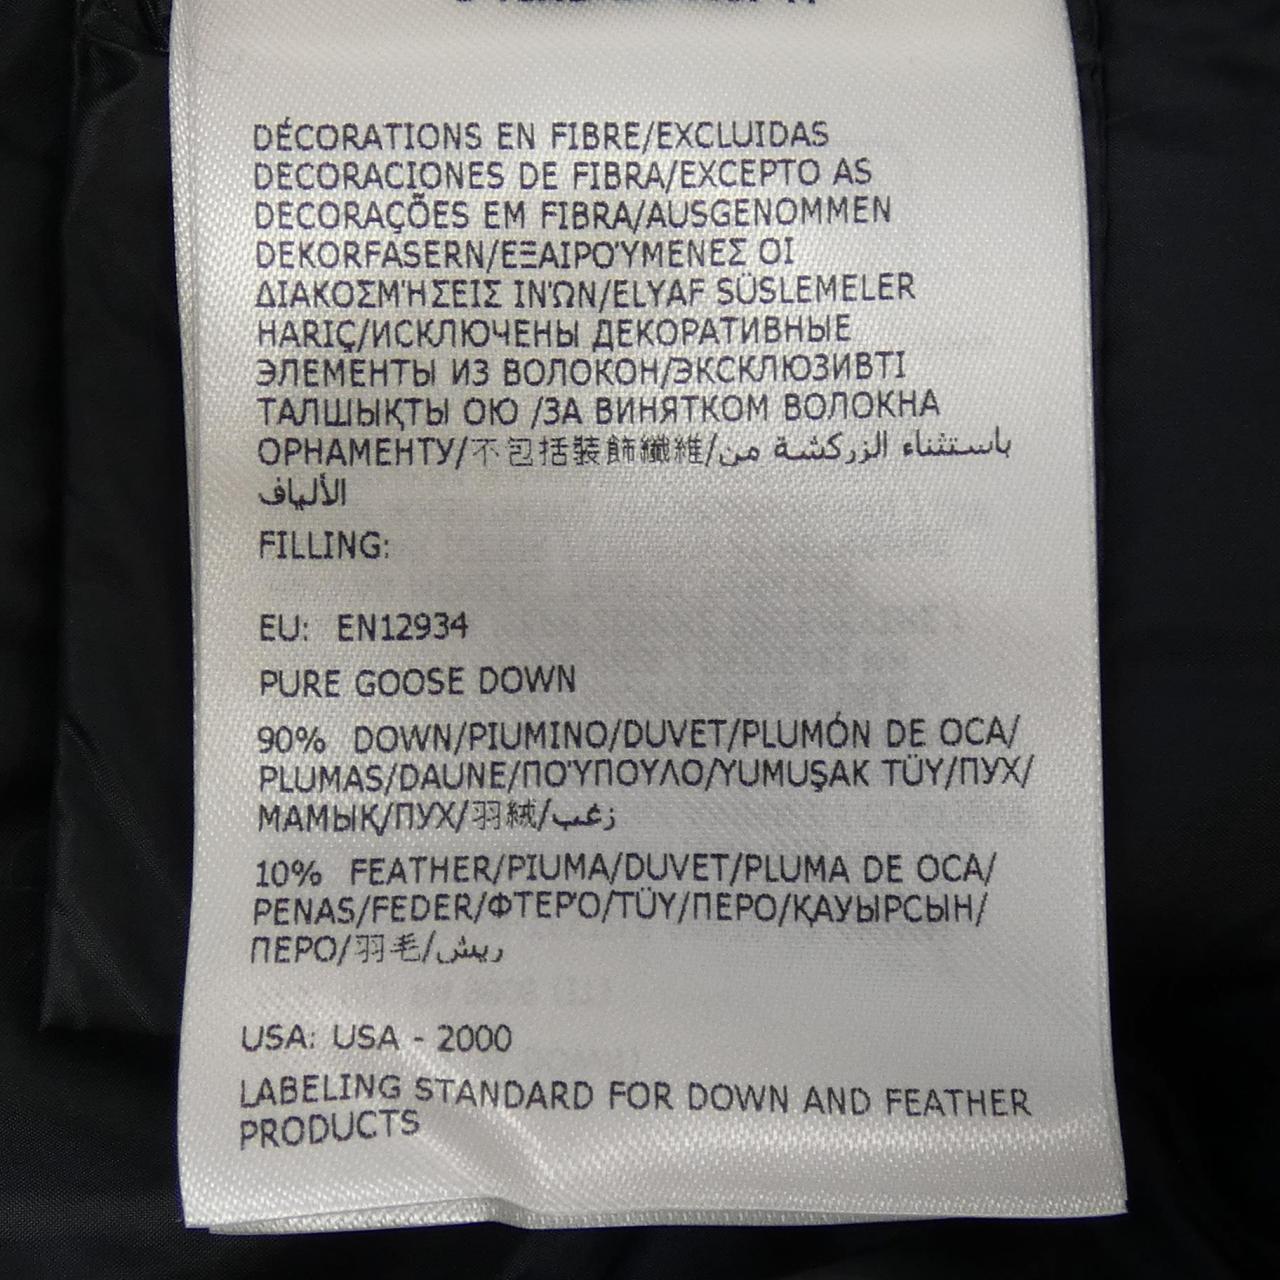 DÉCORATIONS EN FIBRE/EXCLUIDAS
DECORACIONES DE FIBRA/EXCEPTO AS
DECORAÇÕES EM FIBRA/AUSGENOMMEN
DEKORFASERN/ΕΞΑΙΡΟΎΜΕΝΕΣ ΟΙ
ΔΙΑΚΟΣΜΉΣΕΙΣ ΙΝΏΝ/ELYAF SÜSLEMELER
HARIÇ/ИСКЛЮЧЕНЫ ДЕКОРАТИВНЫЕ
ЭЛЕМЕНТЫ ИЗ ВОЛОКОН/ЭКСКЛЮЗИВТІ
ТАЛШЫҚТЫ ОЮ /ЗА ВИНЯТКОМ ВОЛОКНА
ОРНАМЕНТУ/不包括裝飾纖維/باستثناء الزركشة من
الألياف
FILLING:
EU: EN12934
PURE GOOSE DOWN
90% DOWN/PIUMINO/DUVET/PLUMÓN DE OCA/
PLUMAS/DAUNE/ΠΟΎΠΟΥΛΟ/YUMUŞAK TÜY/ПУХ/
МАМЫҚ/ПУХ/羽絨/زغب
10% FEATHER/PIUMA/DUVET/PLUMA DE OCA/
PENAS/FEDER/ΦΤΕΡΌ/TÜY/ПЕРО/ҚАУЫРСЫН/
ПЕРО/羽毛/ريش
USA: USA - 2000
LABELING STANDARD FOR DOWN AND FEATHER
PRODUCTS